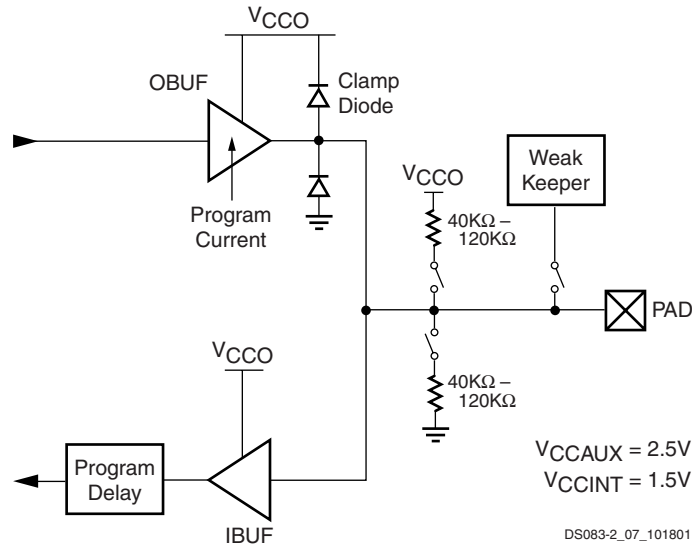 VCCO
OBUF
Clamp
Diode
Program
Current
VCCO
40KΩ –
120KΩ
Weak
Keeper
PAD
40KΩ –
120KΩ
VCCO
Program
Delay
IBUF
VCCAUX = 2.5V
VCCINT = 1.5V
DS083-2_07_101801